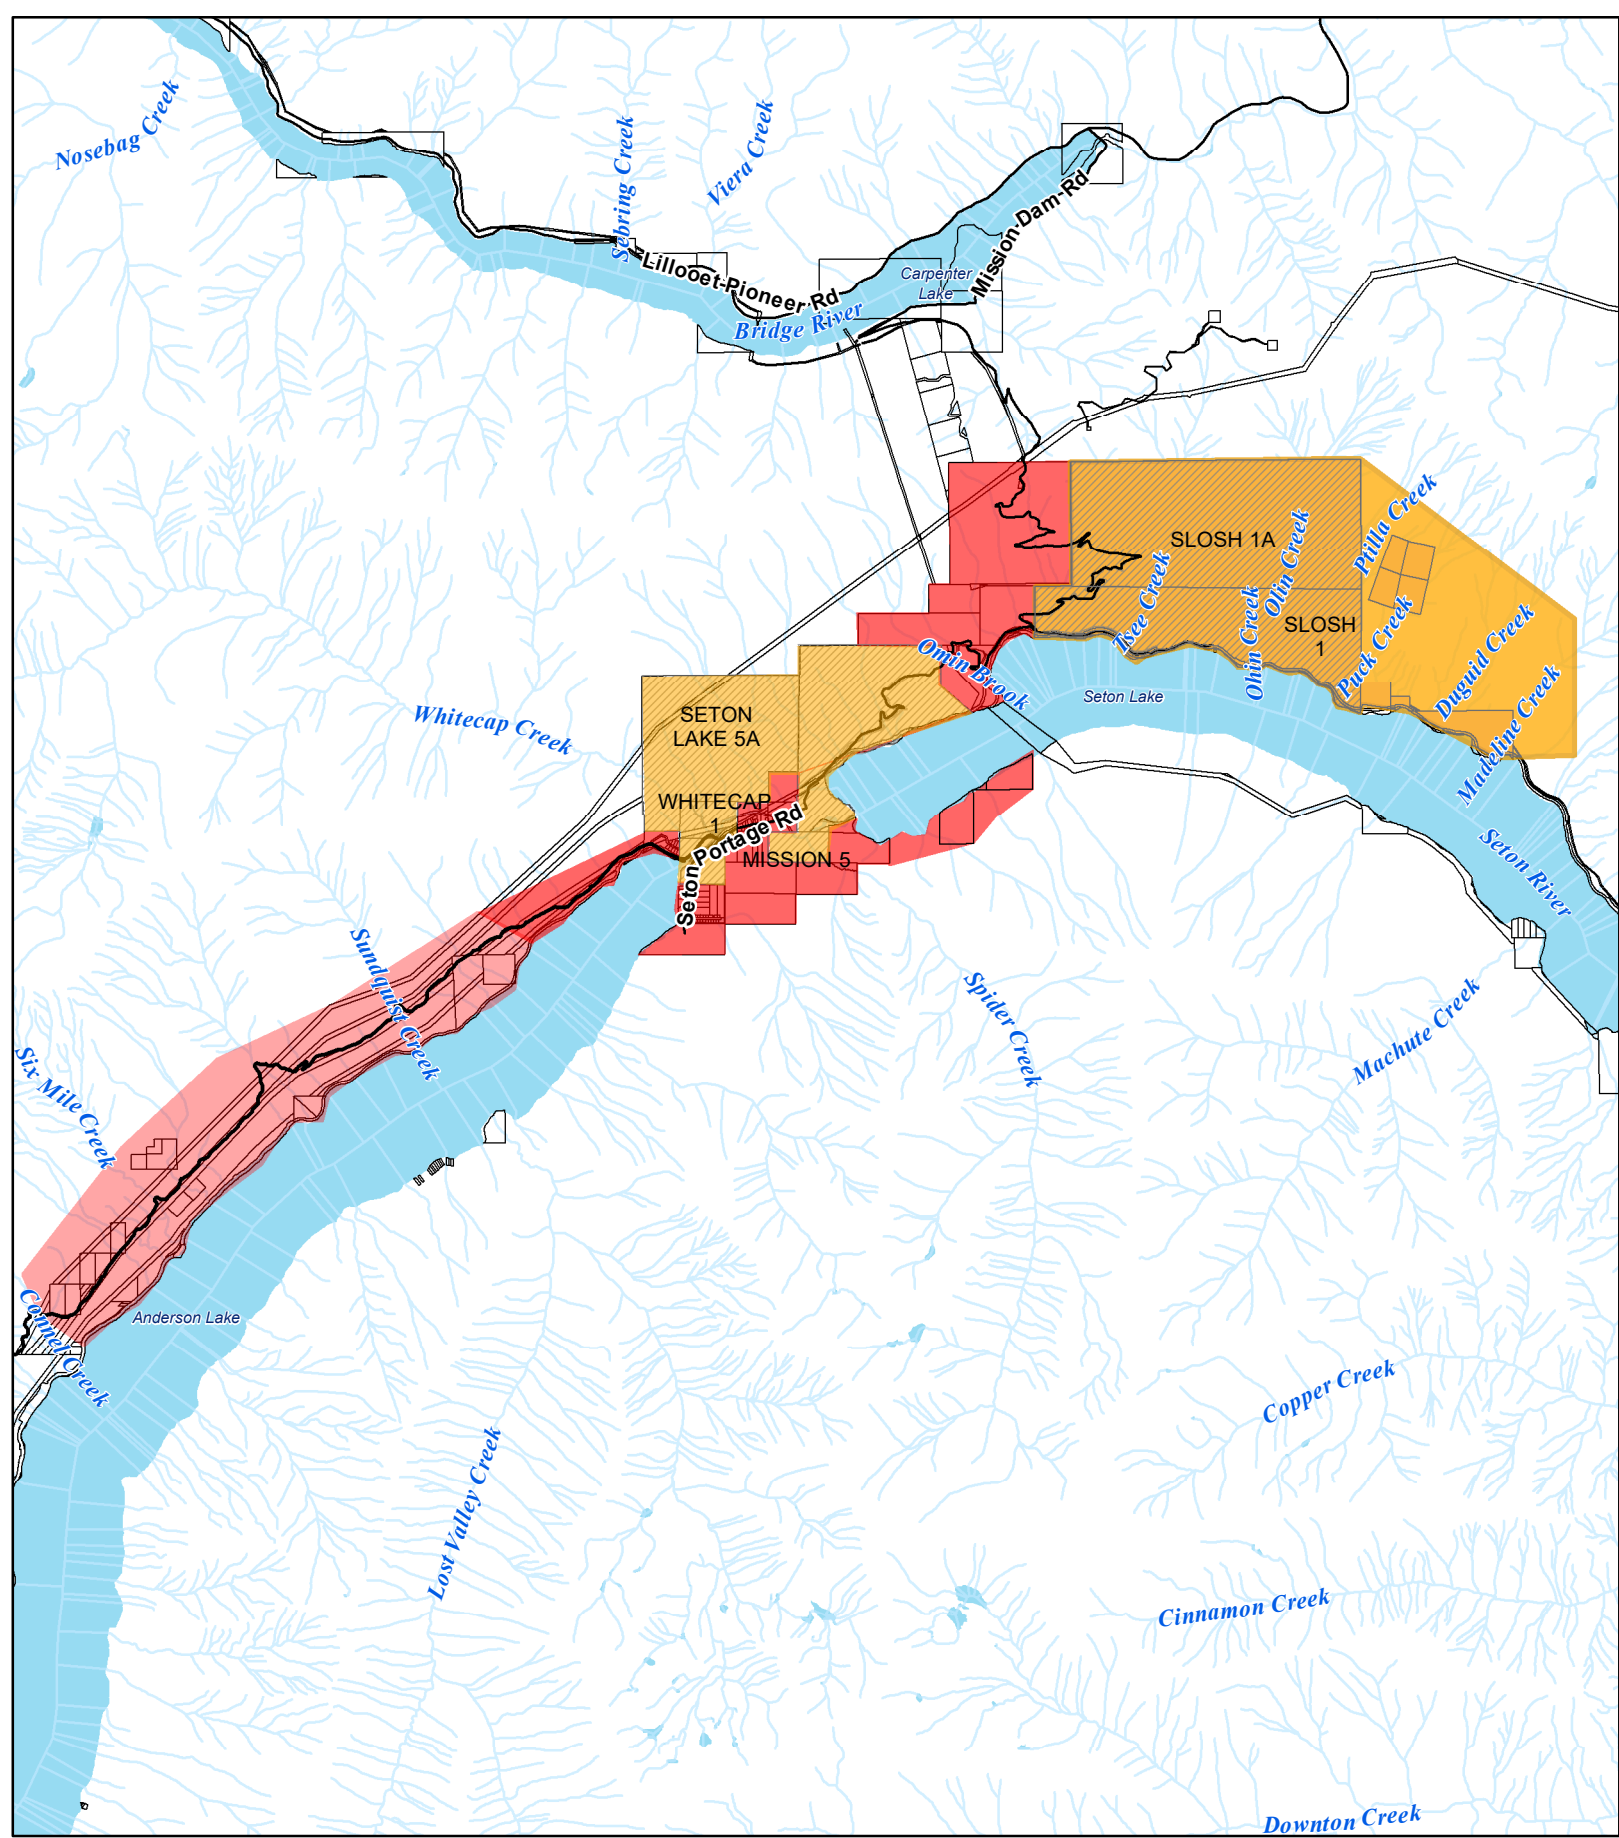 Nosebag Creek
Sebring Creek
Viera Creek
Lillooet-Pioneer Rd
Bridge River
Carpenter
Lake
Mission-Dam-Rd
SLOSH 1A
Olin Creek
Ptilla Creek
Tsee Creek
Ohin Creek
SLOSH
1
Puck Creek
Duguid Creek
Madeline Creek
Omin Brook
Seton Lake
Whitecap Creek
SETON
LAKE 5A
WHITECAP
1
Seton Portage Rd
MISSION 5
Seton River
Sundquist Creek
Spider Creek
Machute Creek
Six Mile Creek
Connel Creek
Anderson Lake
Copper Creek
Lost Valley Creek
Cinnamon Creek
Downton Creek